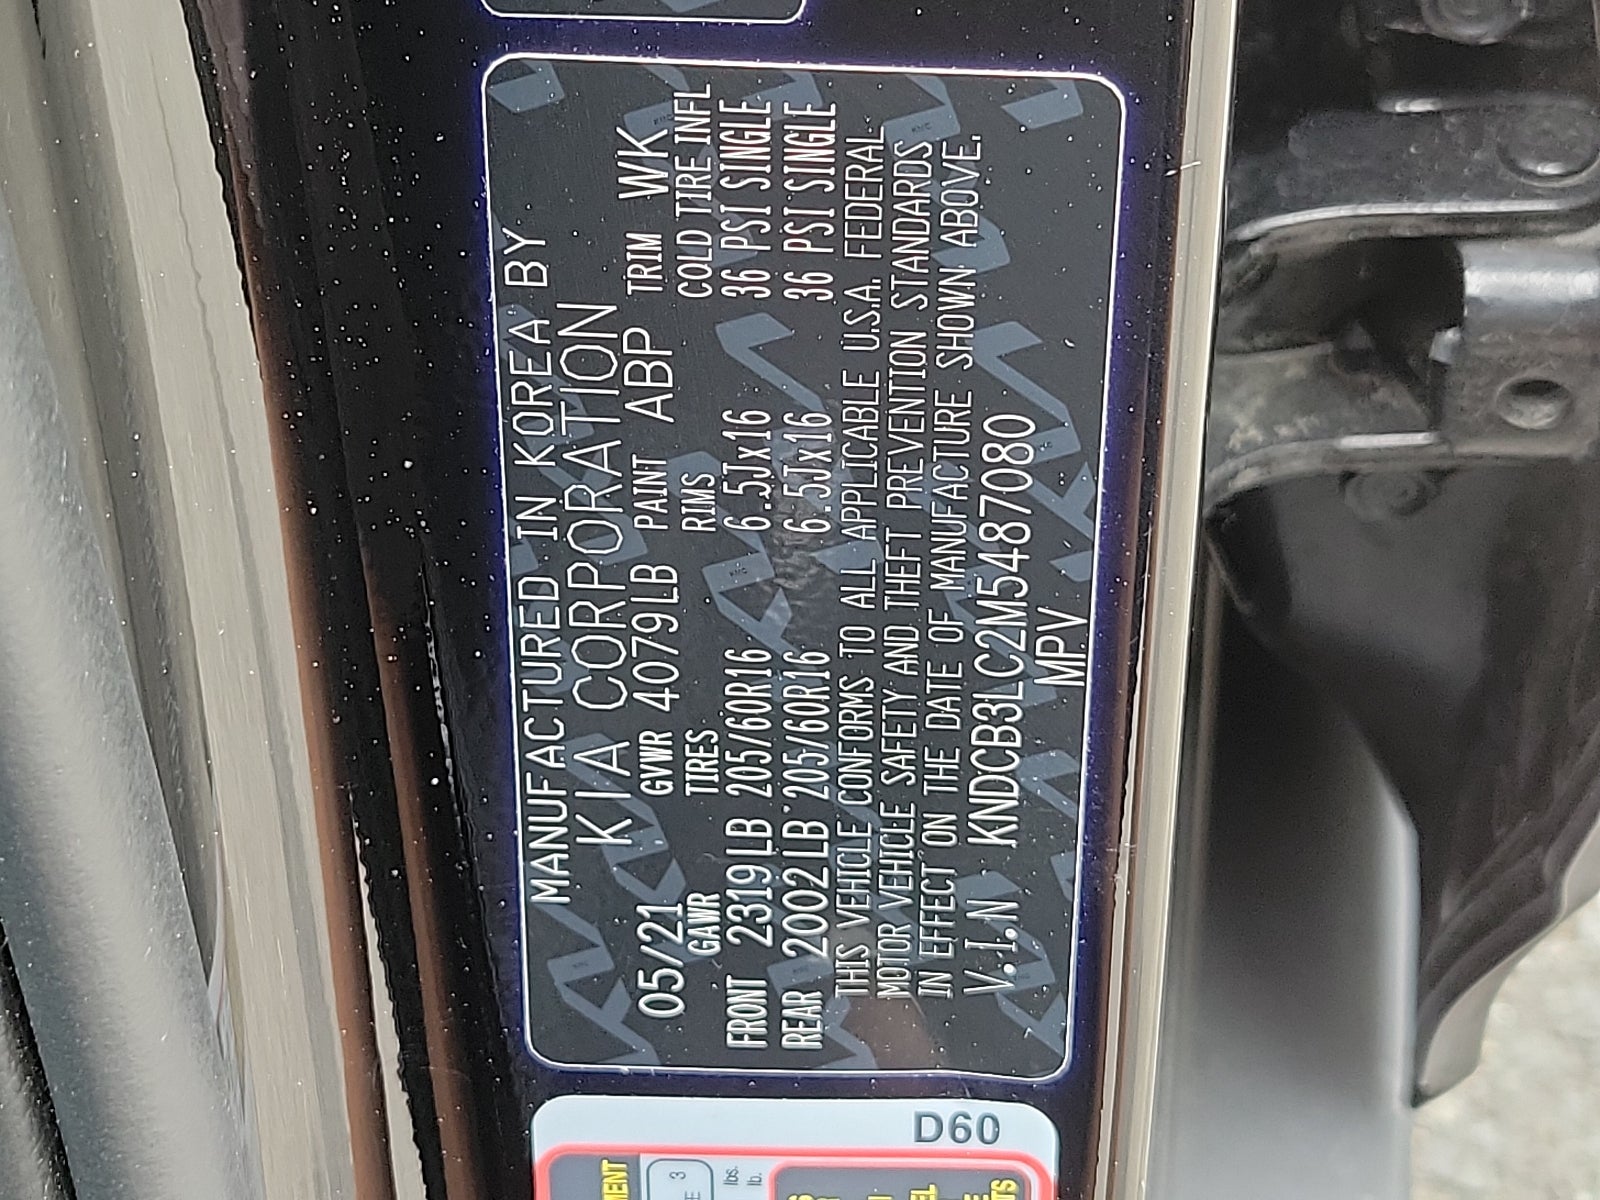 MANUFACTURED IN KOREA BY
KIA CORPORATION
05/21 GVWR 4079LB PAINT ABP TRIM WK
GAWR TIRES RIMS COLD TIRE INFL
FRONT 2319LB 205/60R16 6.5Jx16 36 PSI SINGLE
REAR 2002LB 205/60R16 6.5Jx16 36 PSI SINGLE
THIS VEHICLE CONFORMS TO ALL APPLICABLE U.S.A. FEDERAL
MOTOR VEHICLE SAFETY AND THEFT PREVENTION STANDARDS
IN EFFECT ON THE DATE OF MANUFACTURE SHOWN ABOVE.
V.I.N KNDCB3LC2M5487080
MPV
D60
3
lbs.
lb.